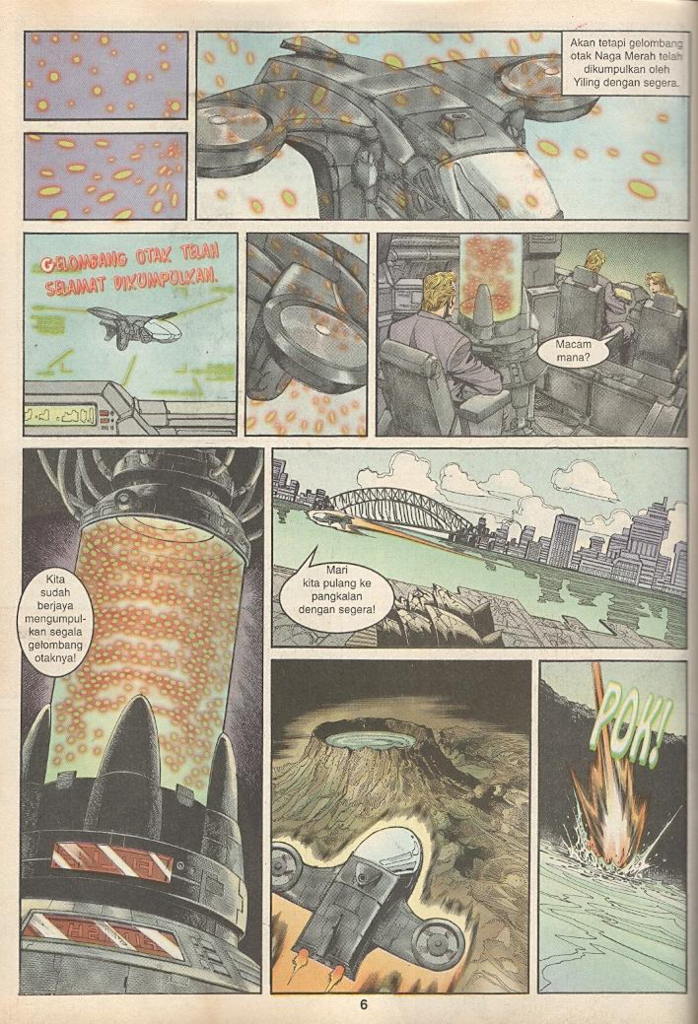 Akan tetapi gelombang
otak Naga Merah telah
dikumpulkan oleh
Yiling dengan segera.
GELOMBANG OTAK TELAH
SELAMAT DIKUMPULKAN.
Macam
mana?
Kita
sudah
berjaya
mengumpul-
kan segala
gelombang
otaknya!
Mari
kita pulang ke
pangkalan
dengan segera!
POK!
6